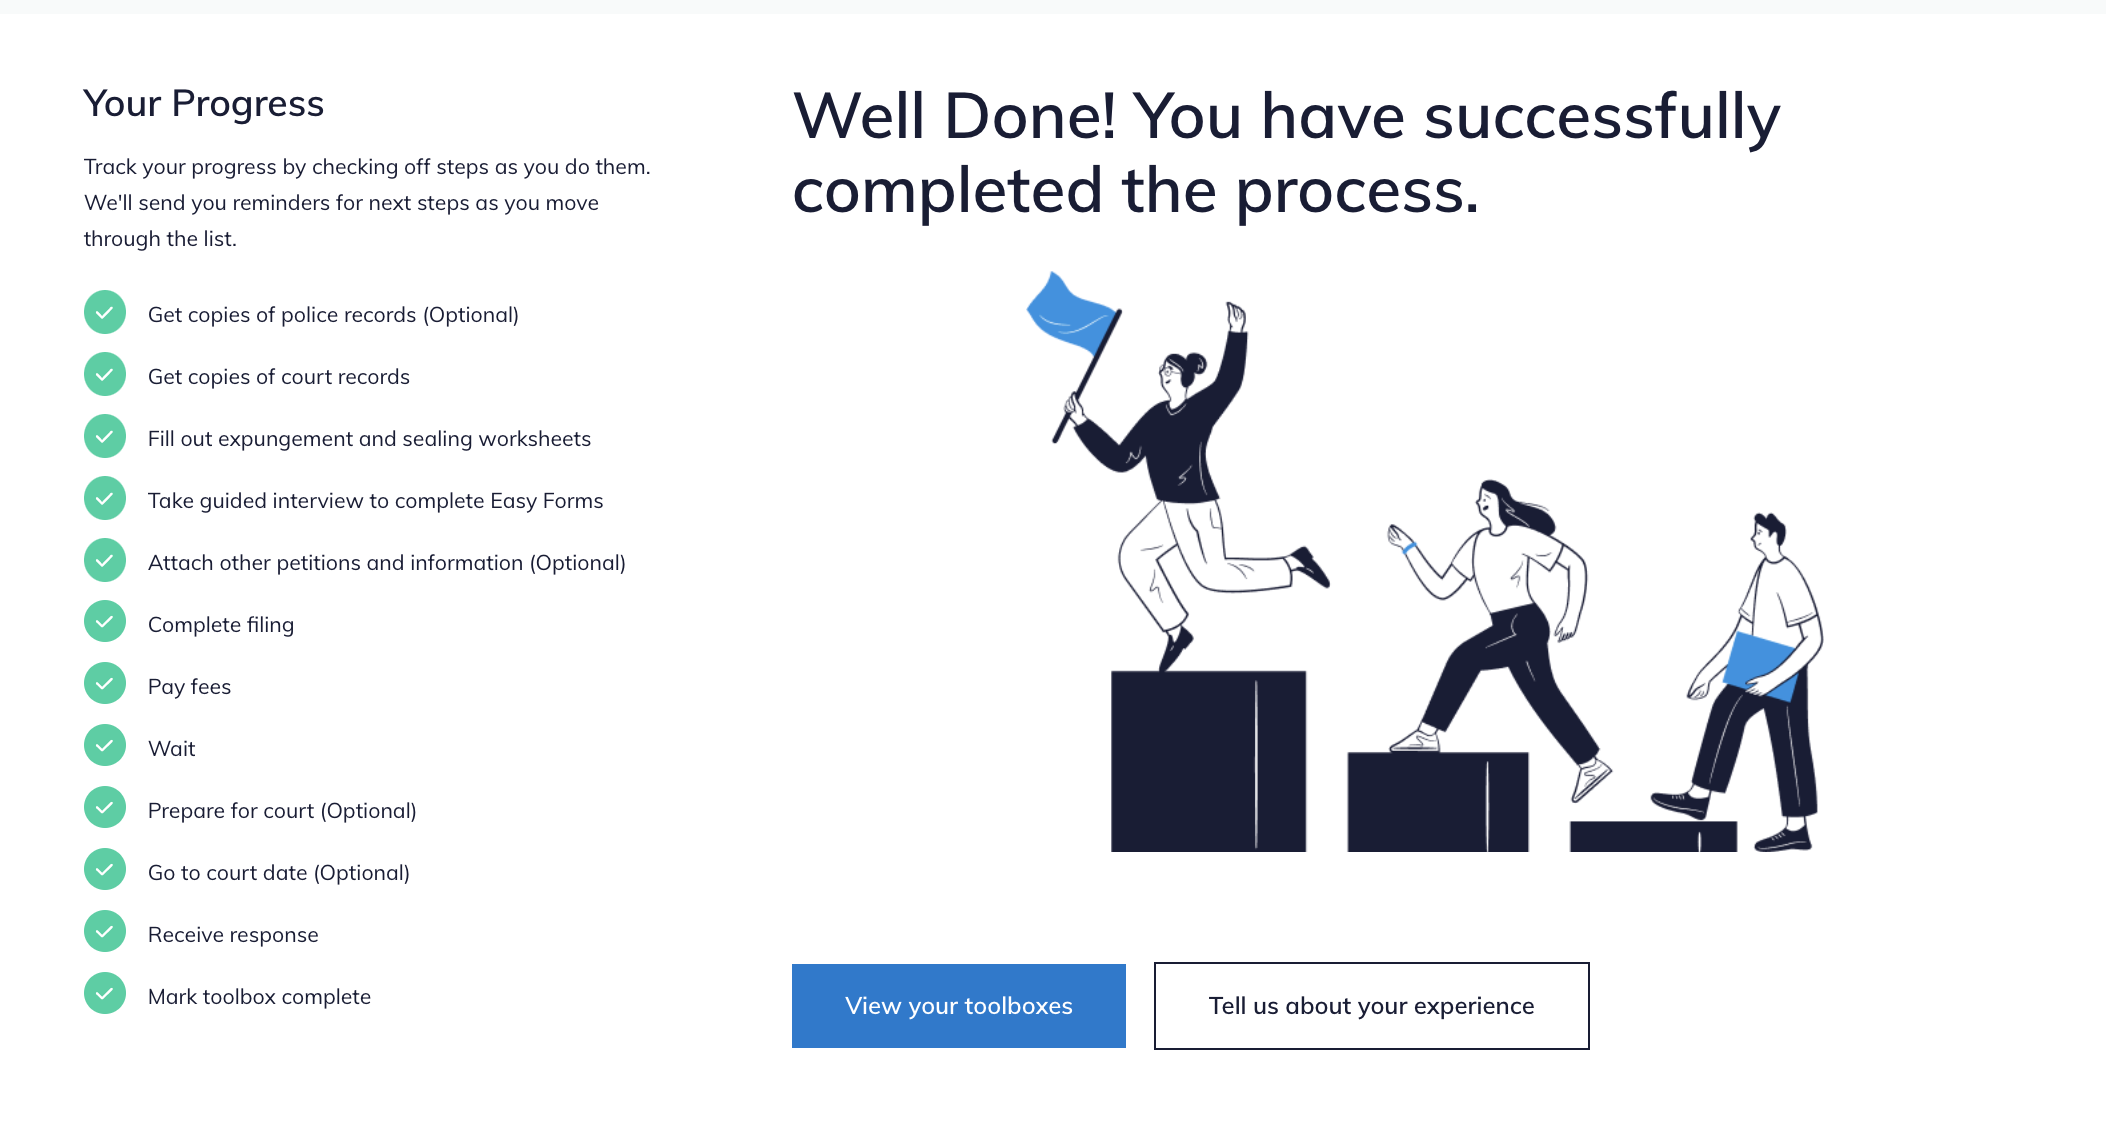 Your Progress
Track your progress by checking off steps as you do them.
We'll send you reminders for next steps as you move
through the list.
Get copies of police records (Optional)
Get copies of court records
Fill out expungement and sealing worksheets
Take guided interview to complete Easy Forms
Attach other petitions and information (Optional)
Complete filing
Pay fees
Wait
Prepare for court (Optional)
Go to court date (Optional)
Receive response
Mark toolbox complete
Well Done! You have successfully
completed the process.
View your toolboxes
Tell us about your experience